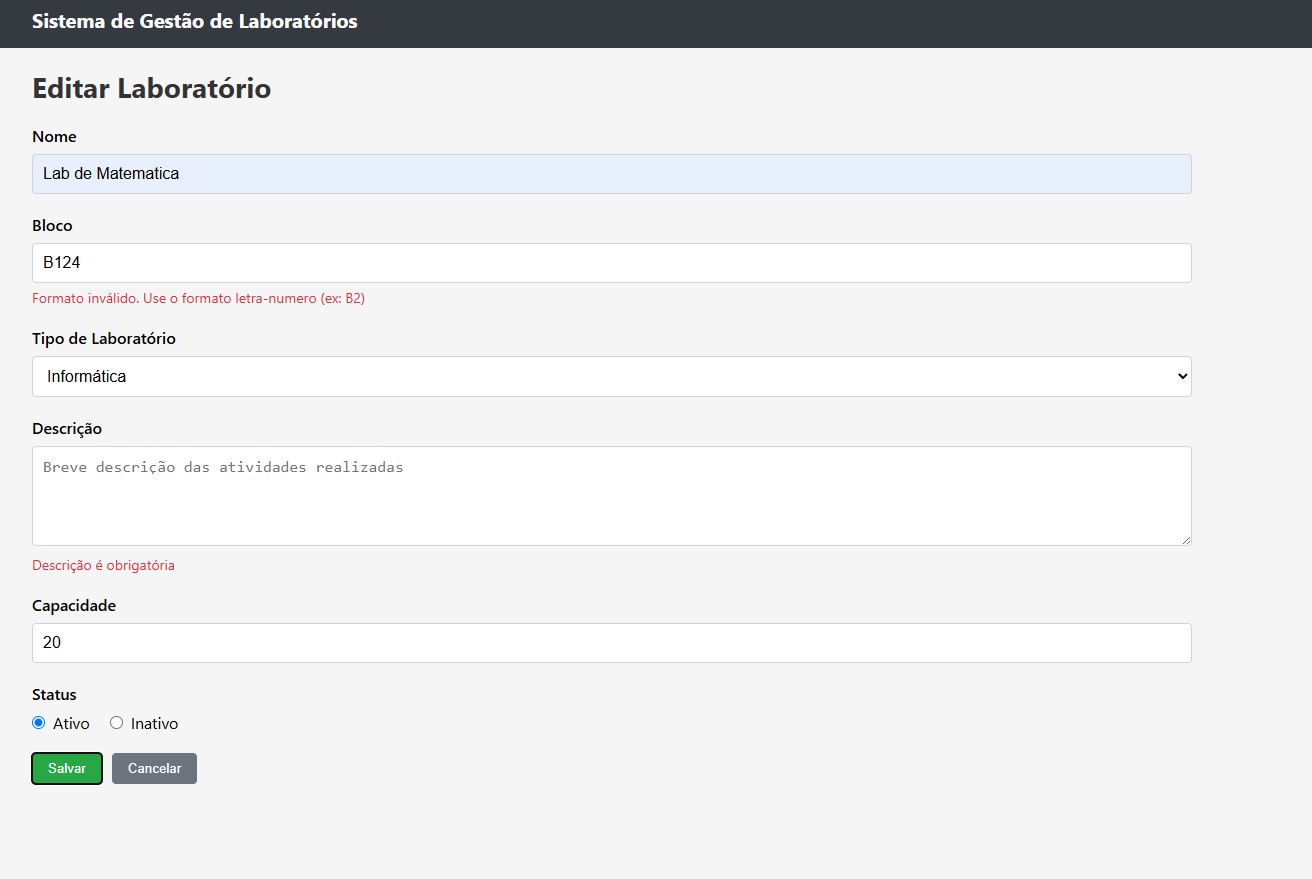 Sistema de Gestão de Laboratórios
Editar Laboratório
Nome
Lab de Matematica
Bloco
B124
Formato inválido. Use o formato letra-numero (ex: B2)
Tipo de Laboratório
Informática
Descrição
Breve descrição das atividades realizadas
Descrição é obrigatória
Capacidade
20
Status
Ativo Inativo
Salvar Cancelar